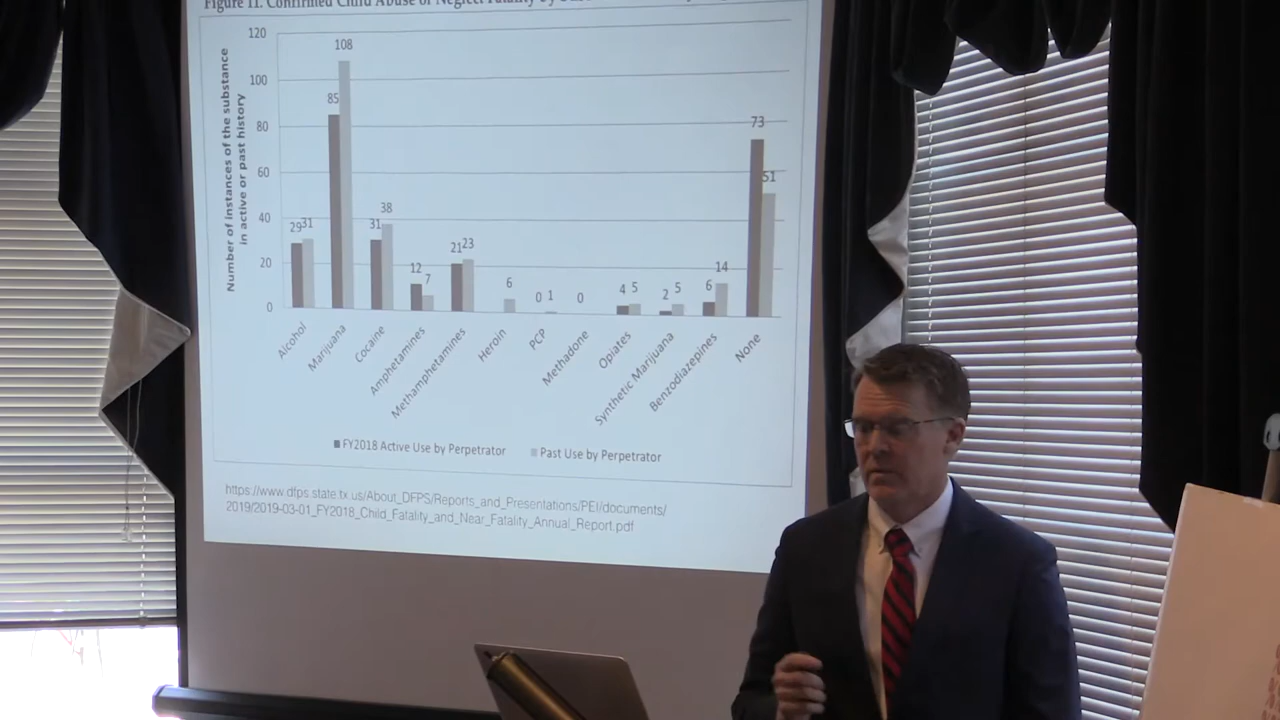 Figure 11. Confirmed Child Abuse or Neglect Fatality by
Number of instances of the substance
in active or past history
120
100
80
60
40
20
0
29 31
85 108
31 38
12 7
21 23
6
0 1
0
4 5
2 5
6 14
73 51
Alcohol
Marijuana
Cocaine
Amphetamines
Methamphetamines
Heroin
PCP
Methadone
Opiates
Synthetic Marijuana
Benzodiazepines
None
FY2018 Active Use by Perpetrator Past Use by Perpetrator
https://www.dfps.state.tx.us/About_DFPS/Reports_and_Presentations/PEI/documents/
2019/2019-03-01_FY2018_Child_Fatality_and_Near_Fatality_Annual_Report.pdf